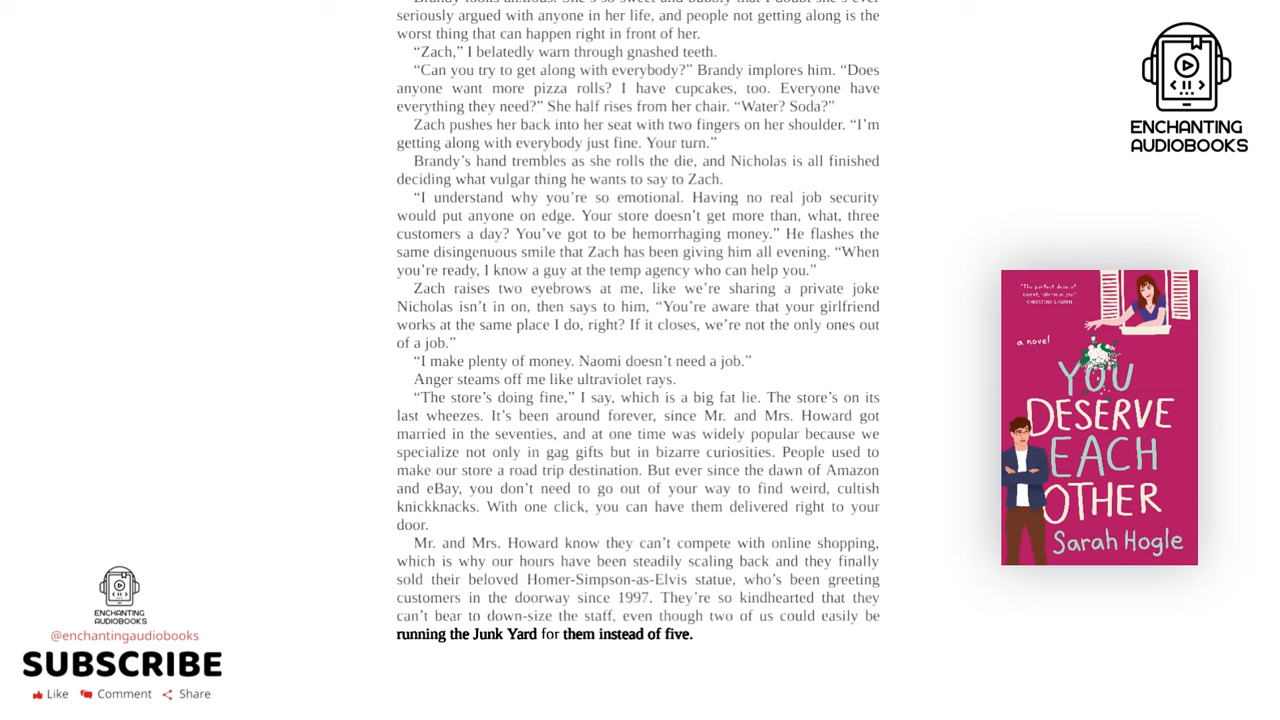 Brandy looks anxious. She's so sweet and bubbly that I doubt she's ever
seriously argued with anyone in her life, and people not getting along is the
worst thing that can happen right in front of her.
“Zach,” I belatedly warn through gnashed teeth.
“Can you try to get along with everybody?” Brandy implores him. “Does
anyone want more pizza rolls? I have cupcakes, too. Everyone have
everything they need?” She half rises from her chair. “Water? Soda?”
Zach pushes her back into her seat with two fingers on her shoulder. “I’m
getting along with everybody just fine. Your turn.”
Brandy’s hand trembles as she rolls the die, and Nicholas is all finished
deciding what vulgar thing he wants to say to Zach.
“I understand why you’re so emotional. Having no real job security
would put anyone on edge. Your store doesn’t get more than, what, three
customers a day? You’ve got to be hemorrhaging money.” He flashes the
same disingenuous smile that Zach has been giving him all evening. “When
you’re ready, I know a guy at the temp agency who can help you.”
Zach raises two eyebrows at me, like we’re sharing a private joke
Nicholas isn’t in on, then says to him, “You’re aware that your girlfriend
works at the same place I do, right? If it closes, we’re not the only ones out
of a job.”
“I make plenty of money. Naomi doesn’t need a job.”
Anger steams off me like ultraviolet rays.
“The store’s doing fine,” I say, which is a big fat lie. The store’s on its
last wheezes. It’s been around forever, since Mr. and Mrs. Howard got
married in the seventies, and at one time was widely popular because we
specialize not only in gag gifts but in bizarre curiosities. People used to
make our store a road trip destination. But ever since the dawn of Amazon
and eBay, you don’t need to go out of your way to find weird, cultish
knickknacks. With one click, you can have them delivered right to your
door.
Mr. and Mrs. Howard know they can’t compete with online shopping,
which is why our hours have been steadily scaling back and they finally
sold their beloved Homer-Simpson-as-Elvis statue, who’s been greeting
customers in the doorway since 1997. They’re so kindhearted that they
can’t bear to down-size the staff, even though two of us could easily be
running the Junk Yard for them instead of five.
ENCHANTING
AUDIOBOOKS
a novel
YOU
DESERVE
EACH
OTHER
Sarah Hogle
ENCHANTING
AUDIOBOOKS
@enchantingaudiobooks
SUBSCRIBE
Like Comment Share